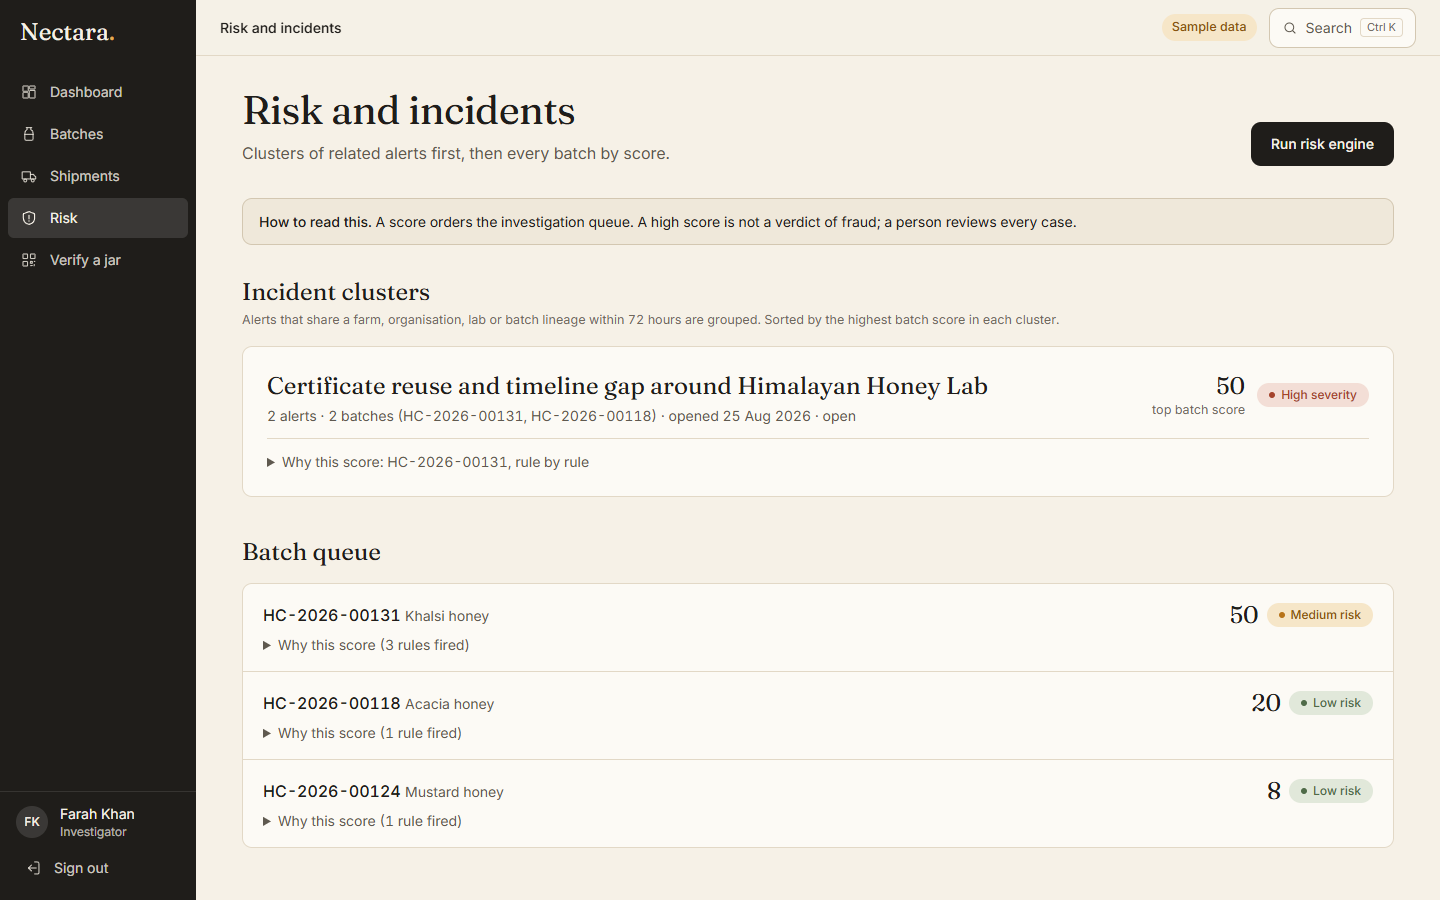 Nectara.
Dashboard
Batches
Shipments
Risk
Verify a jar
FK
Farah Khan
Investigator
Sign out
Risk and incidents
Sample data
Search
Ctrl K
Risk and incidents
Clusters of related alerts first, then every batch by score.
Run risk engine
How to read this. A score orders the investigation queue. A high score is not a verdict of fraud; a person reviews every case.
Incident clusters
Alerts that share a farm, organisation, lab or batch lineage within 72 hours are grouped. Sorted by the highest batch score in each cluster.
Certificate reuse and timeline gap around Himalayan Honey Lab
2 alerts · 2 batches (HC-2026-00131, HC-2026-00118) · opened 25 Aug 2026 · open
50
top batch score
High severity
Why this score: HC-2026-00131, rule by rule
Batch queue
HC-2026-00131 Khalsi honey
50
Medium risk
Why this score (3 rules fired)
HC-2026-00118 Acacia honey
20
Low risk
Why this score (1 rule fired)
HC-2026-00124 Mustard honey
8
Low risk
Why this score (1 rule fired)